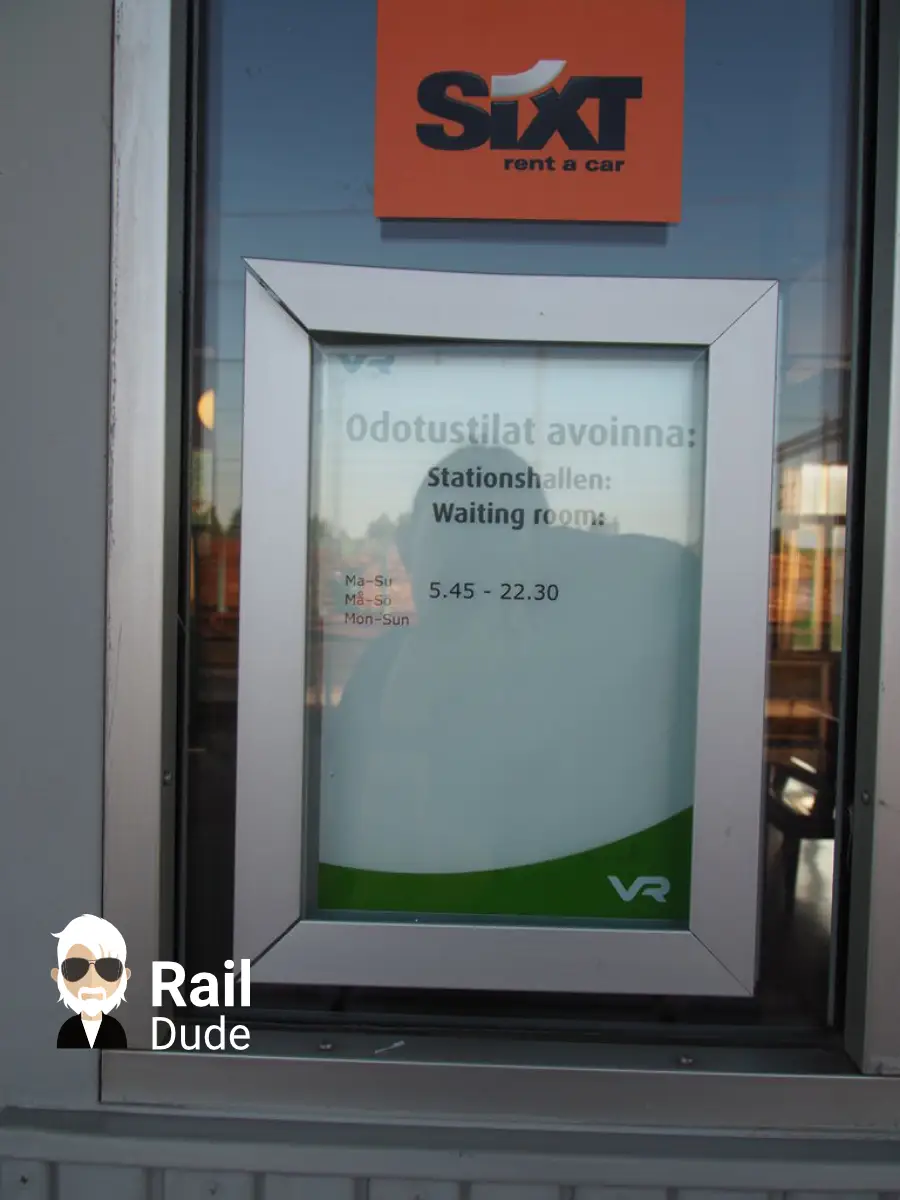 SIXT
rent a car
VR
Odotustilat avoinna:
Stationshallen:
Waiting room:
Ma-Su
Må-Sö
Mon-Sun
5.45 - 22.30
VR
Rail
Dude